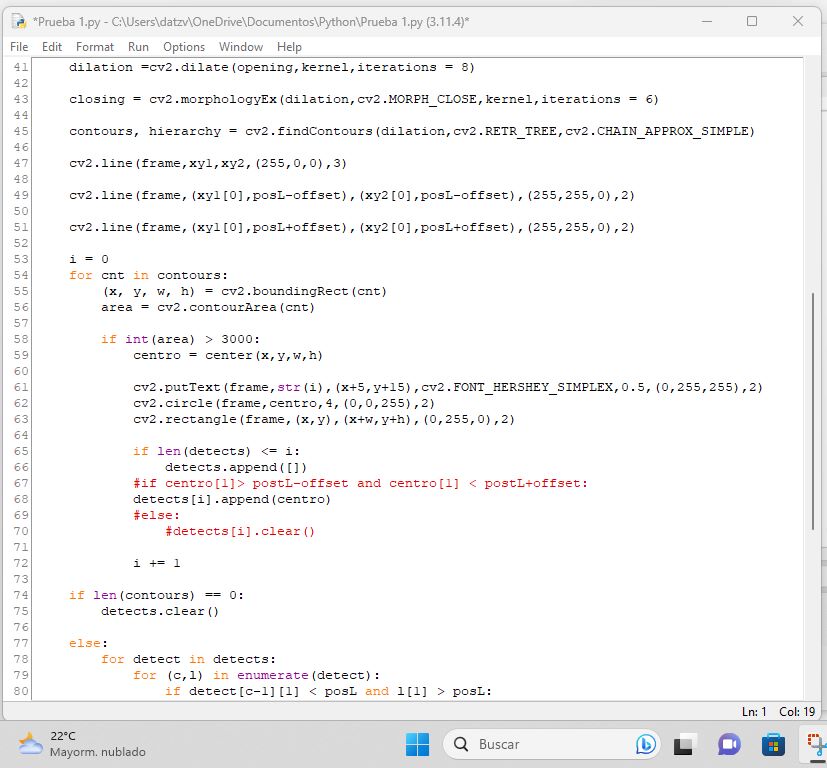 *Prueba 1.py - C:\Users\datzv\OneDrive\Documentos\Python\Prueba 1.py (3.11.4)*
File Edit Format Run Options Window Help
41 dilation =cv2.dilate(opening,kernel,iterations = 8)
42
43 closing = cv2.morphologyEx(dilation,cv2.MORPH_CLOSE,kernel,iterations = 6)
44
45 contours, hierarchy = cv2.findContours(dilation,cv2.RETR_TREE,cv2.CHAIN_APPROX_SIMPLE)
46
47 cv2.line(frame,xy1,xy2,(255,0,0),3)
48
49 cv2.line(frame,(xy1[0],posL-offset),(xy2[0],posL-offset),(255,255,0),2)
50
51 cv2.line(frame,(xy1[0],posL+offset),(xy2[0],posL+offset),(255,255,0),2)
52
53 i = 0
54 for cnt in contours:
55 (x, y, w, h) = cv2.boundingRect(cnt)
56 area = cv2.contourArea(cnt)
57
58 if int(area) > 3000:
59 centro = center(x,y,w,h)
60
61 cv2.putText(frame,str(i),(x+5,y+15),cv2.FONT_HERSHEY_SIMPLEX,0.5,(0,255,255),2)
62 cv2.circle(frame,centro,4,(0,0,255),2)
63 cv2.rectangle(frame,(x,y),(x+w,y+h),(0,255,0),2)
64
65 if len(detects) <= i:
66 detects.append([])
67 #if centro[1]> postL-offset and centro[1] < postL+offset:
68 detects[i].append(centro)
69 #else:
70 #detects[i].clear()
71
72 i += 1
73
74 if len(contours) == 0:
75 detects.clear()
76
77 else:
78 for detect in detects:
79 for (c,l) in enumerate(detect):
80 if detect[c-1][1] < posL and l[1] > posL:
Ln: 1 Col: 19
22°C
Mayorm. nublado
Buscar